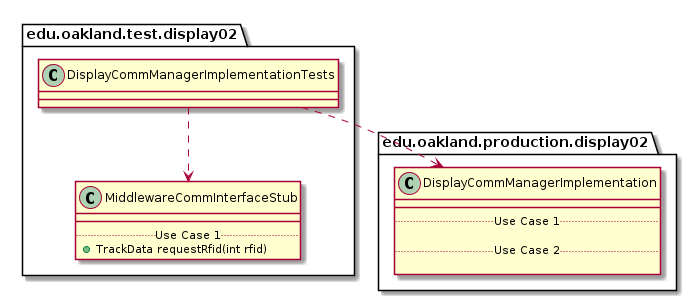 edu.oakland.test.display02
C DisplayCommManagerImplementationTests
edu.oakland.production.display02
C MiddlewareCommInterfaceStub
Use Case 1
TrackData requestRfid(int rfid)
C DisplayCommManagerImplementation
Use Case 1
Use Case 2